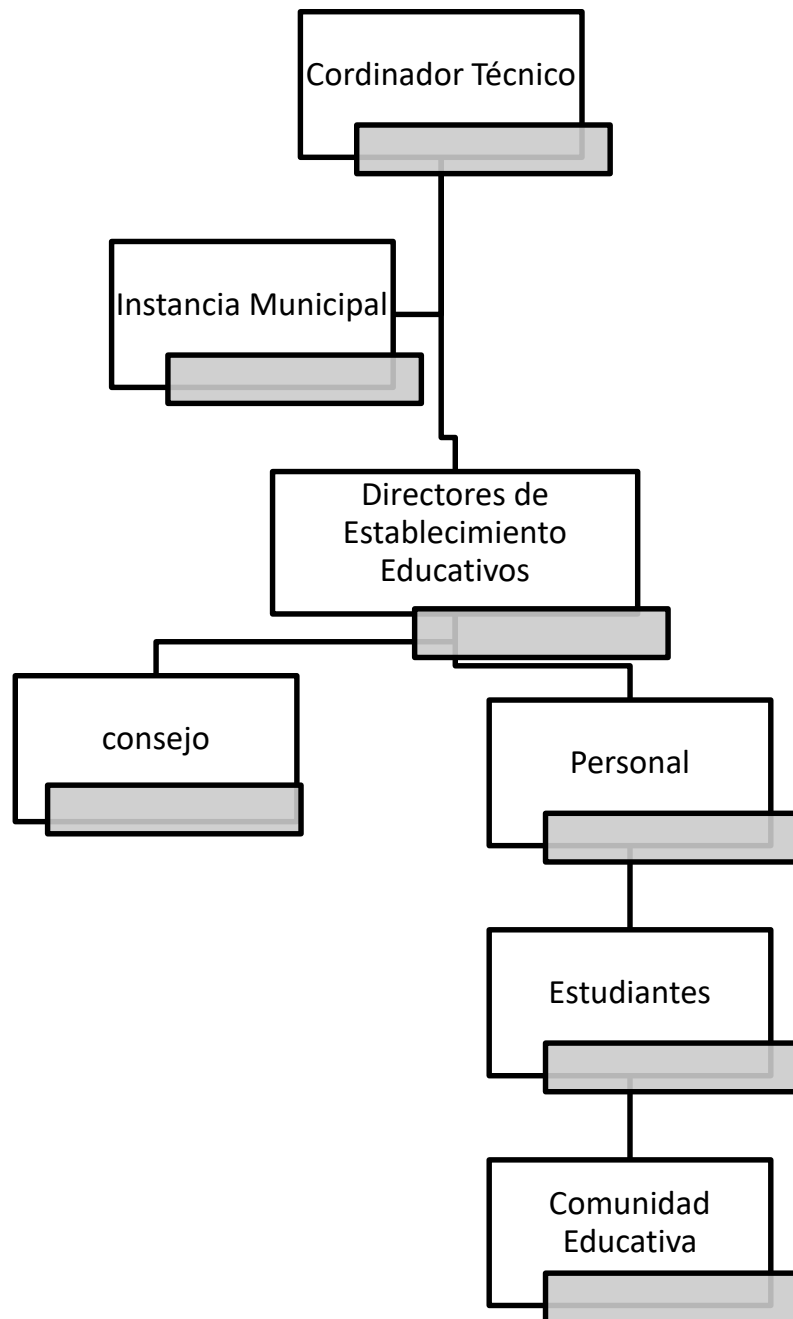 Cordinador Técnico
Instancia Municipal
Directores de
Establecimiento
Educativos
consejo
Personal
Estudiantes
Comunidad
Educativa